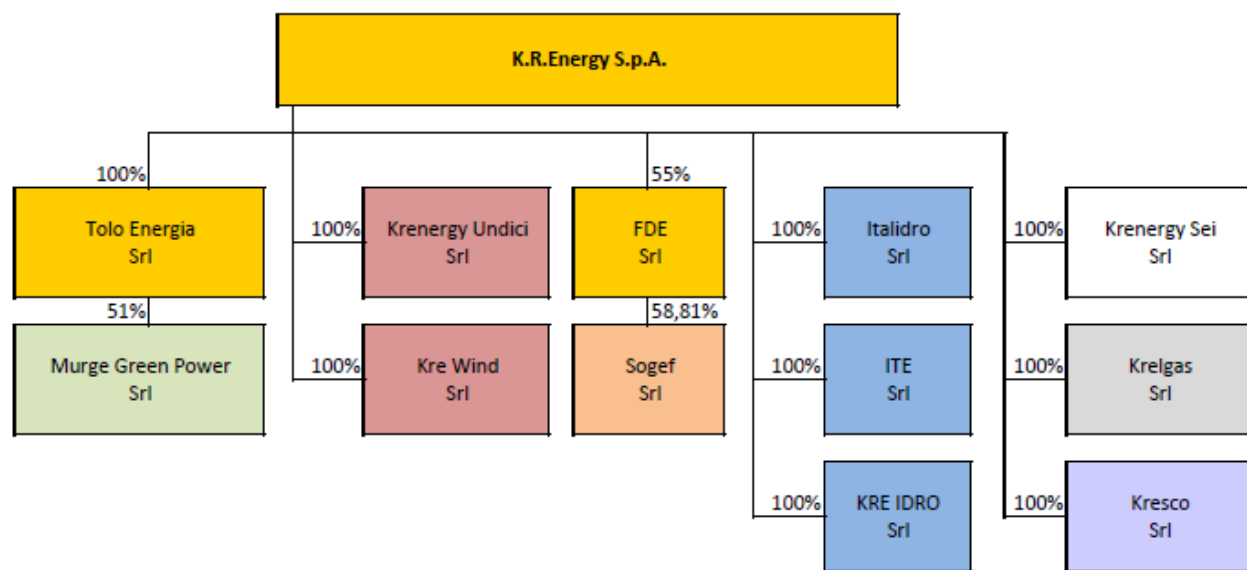 K.R.Energy S.p.A.
100%
55%
Tolo Energia
Srl
100%
Krenergy Undici
Srl
FDE
Srl
100%
Italidro
Srl
100%
Krenergy Sei
Srl
51%
58,81%
Murge Green Power
Srl
100%
Kre Wind
Srl
Sogef
Srl
100%
ITE
Srl
100%
Krelgas
Srl
100%
KRE IDRO
Srl
100%
Kresco
Srl